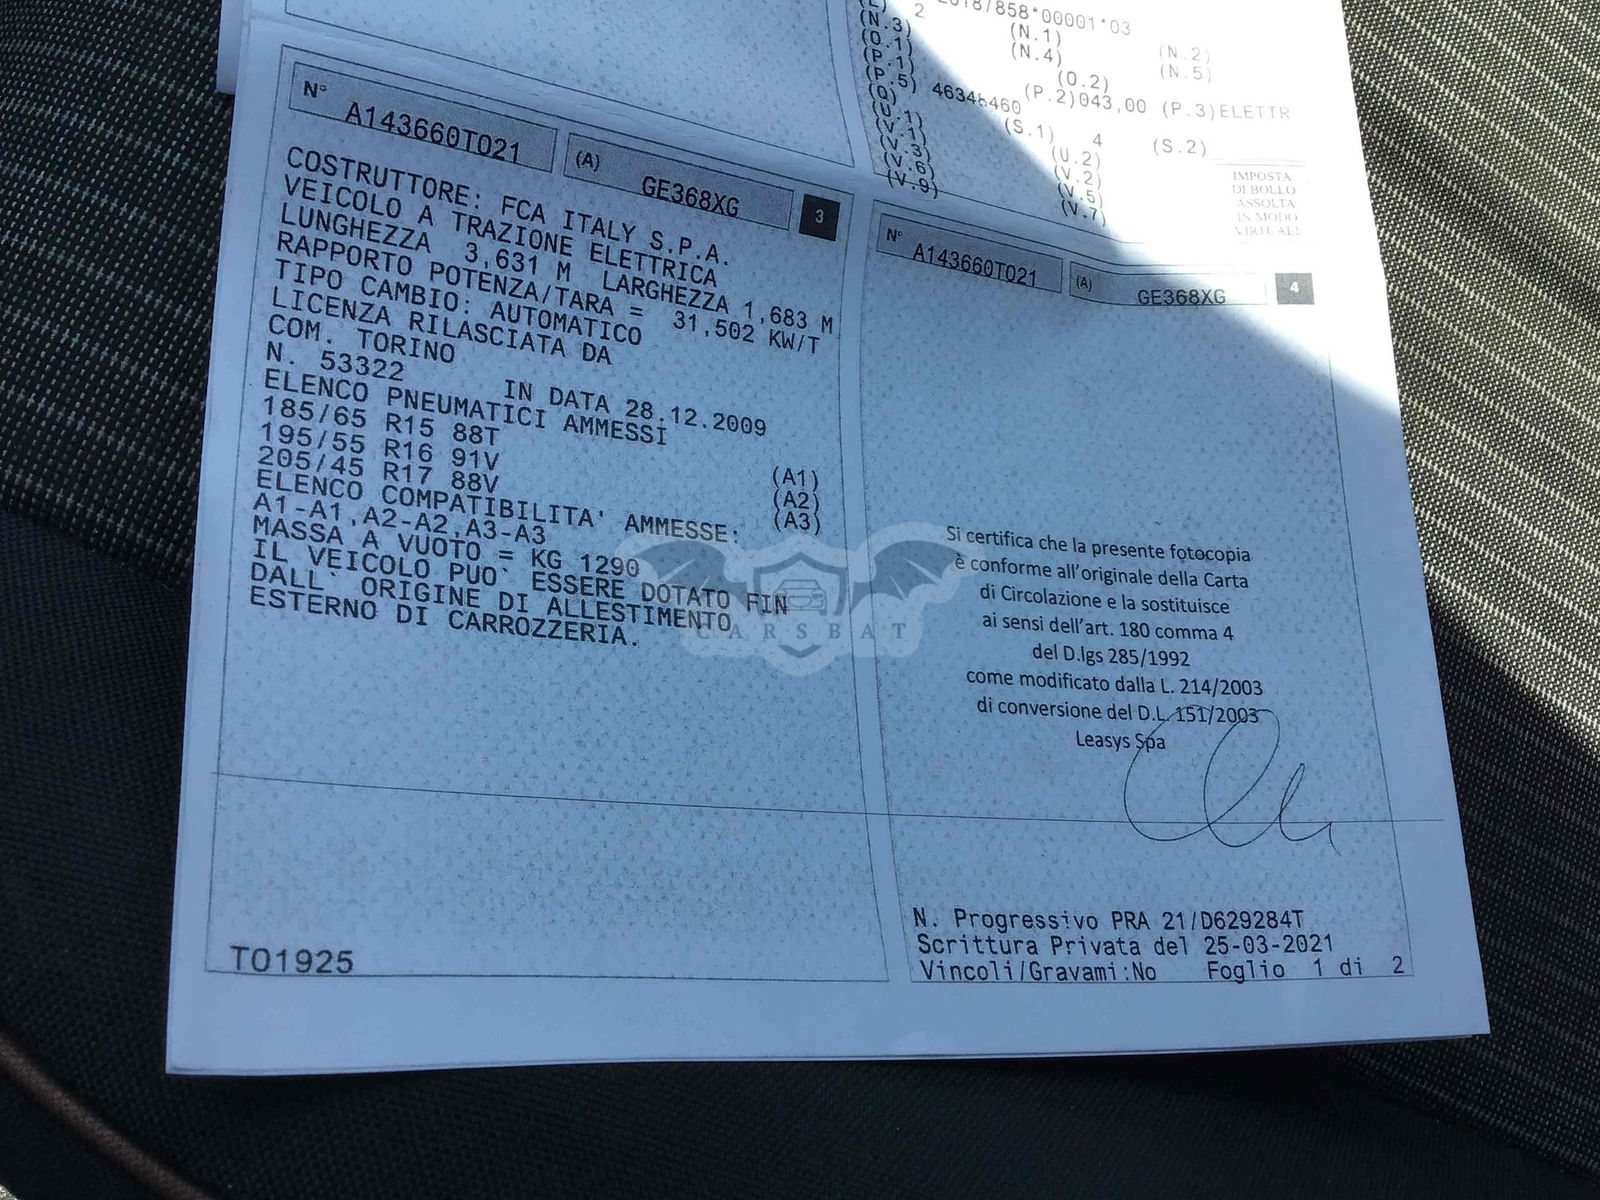 2018/858*00001*03
(L) 2 (N.1) (N.2)
(N.3) (N.4) (N.5)
(O.1) (O.2)
(P.1) (P.2)043,00 (P.3)ELETTR
(P.5) 46348460
(Q) (S.1) 4 (S.2)
(U.1) (U.2)
(V.1) (V.2)
(V.3) (V.5)
(V.6) (V.7)
(V.9)
IMPOSTA
DI BOLLO
ASSOLTA
IN MODO
VIRTUALE
N° A143660TO21 (A) GE368XG 3
COSTRUTTORE: FCA ITALY S.P.A.
VEICOLO A TRAZIONE ELETTRICA
LUNGHEZZA 3,631 M LARGHEZZA 1,683 M
RAPPORTO POTENZA/TARA = 31,502 KW/T
TIPO CAMBIO: AUTOMATICO
LICENZA RILASCIATA DA
COM. TORINO
N. 53322 IN DATA 28.12.2009
ELENCO PNEUMATICI AMMESSI
185/65 R15 88T (A1)
195/55 R16 91V (A2)
205/45 R17 88V (A3)
ELENCO COMPATIBILITA' AMMESSE:
A1-A1,A2-A2,A3-A3
MASSA A VUOTO = KG 1290
IL VEICOLO PUO` ESSERE DOTATO FIN
DALL` ORIGINE DI ALLESTIMENTO
ESTERNO DI CARROZZERIA.
TO1925
N° A143660TO21 (A) GE368XG 4
Si certifica che la presente fotocopia
è conforme all'originale della Carta
di Circolazione e la sostituisce
ai sensi dell'art. 180 comma 4
del D.lgs 285/1992
come modificato dalla L. 214/2003
di conversione del D.L. 151/2003
Leasys Spa
N. Progressivo PRA 21/D629284T
Scrittura Privata del 25-03-2021
Vincoli/Gravami:No Foglio 1 di 2
CARSBAT